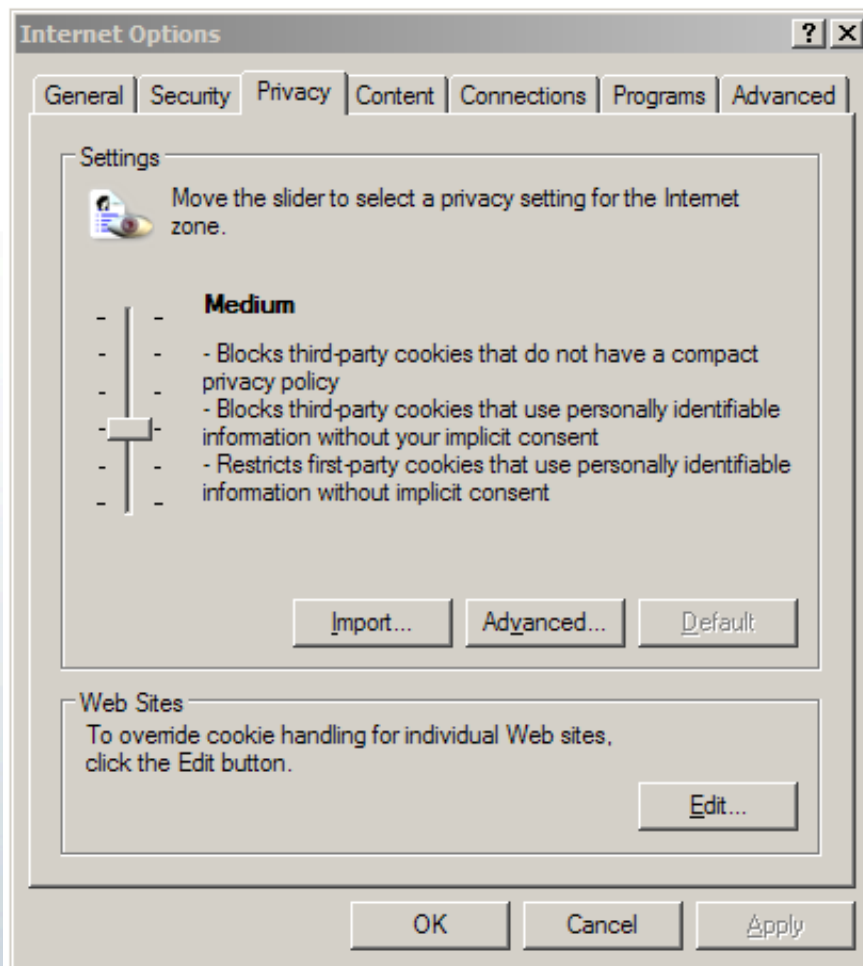 Internet Options
General Security Privacy Content Connections Programs Advanced
Settings
Move the slider to select a privacy setting for the Internet
zone.
Medium
- Blocks third-party cookies that do not have a compact
privacy policy
- Blocks third-party cookies that use personally identifiable
information without your implicit consent
- Restricts first-party cookies that use personally identifiable
information without implicit consent
Import... Advanced... Default
Web Sites
To override cookie handling for individual Web sites,
click the Edit button.
Edit...
OK Cancel Apply